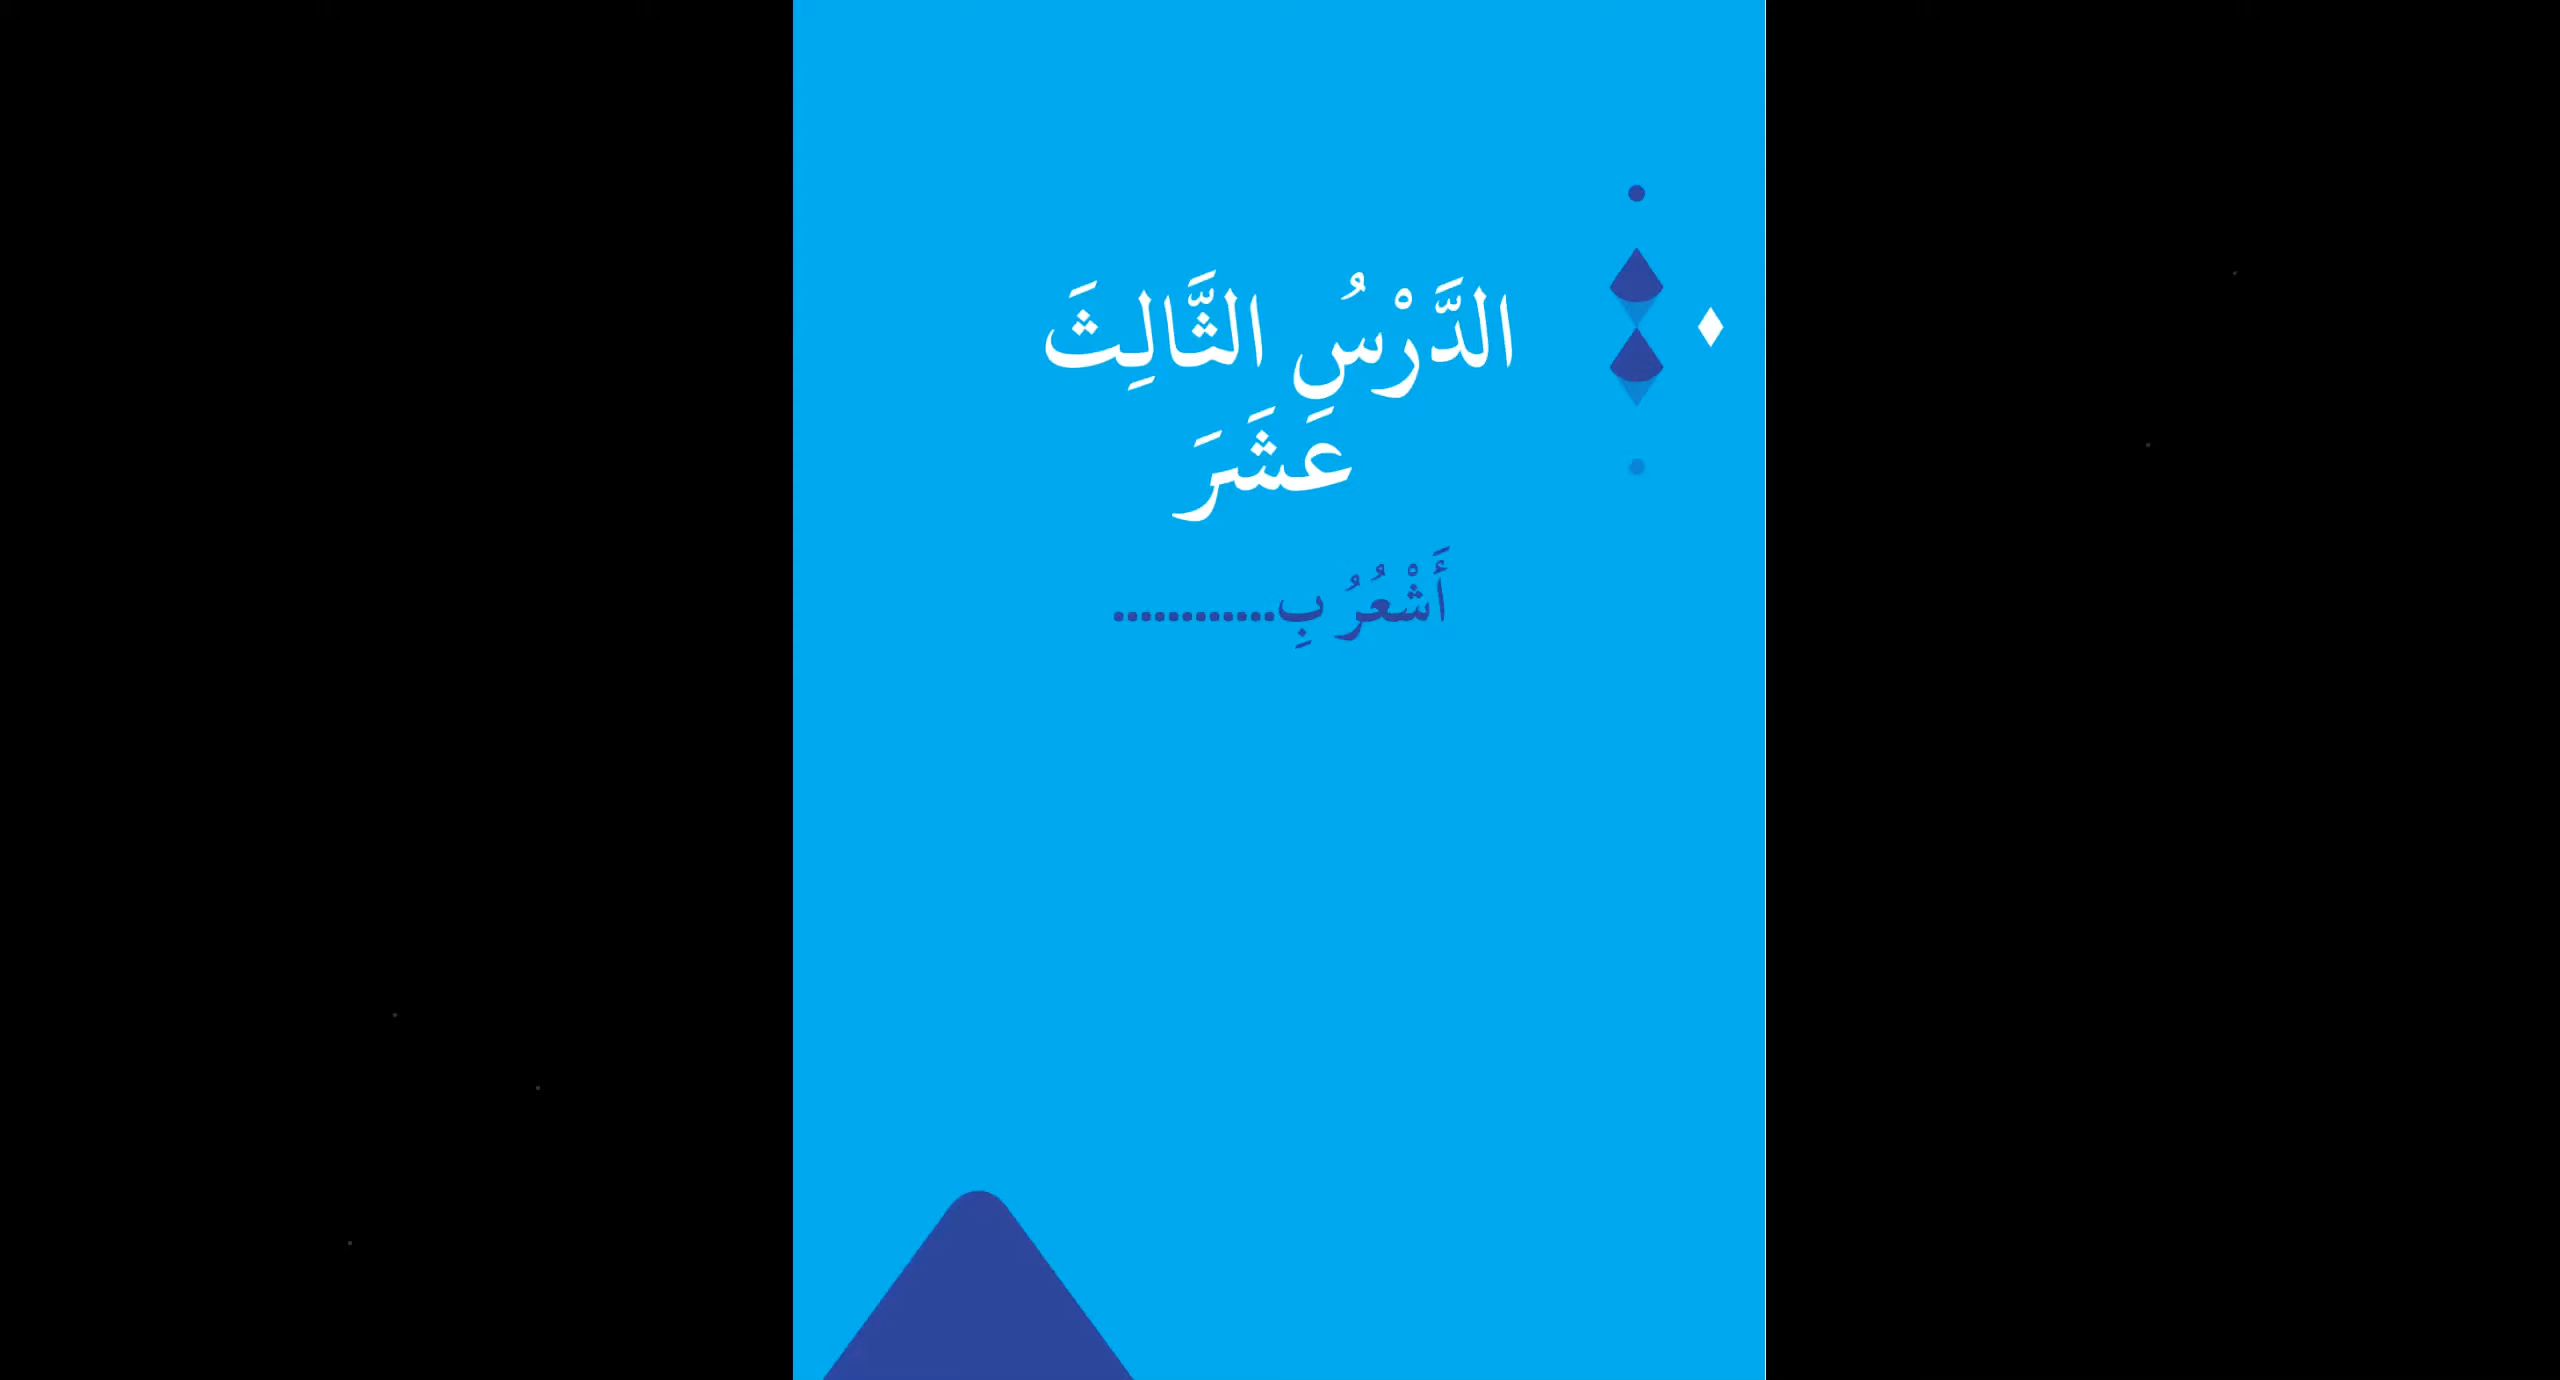 الدَّرْسُ الثَّالِثَ
عَشَرَ
أَشْعُرُ بِ............